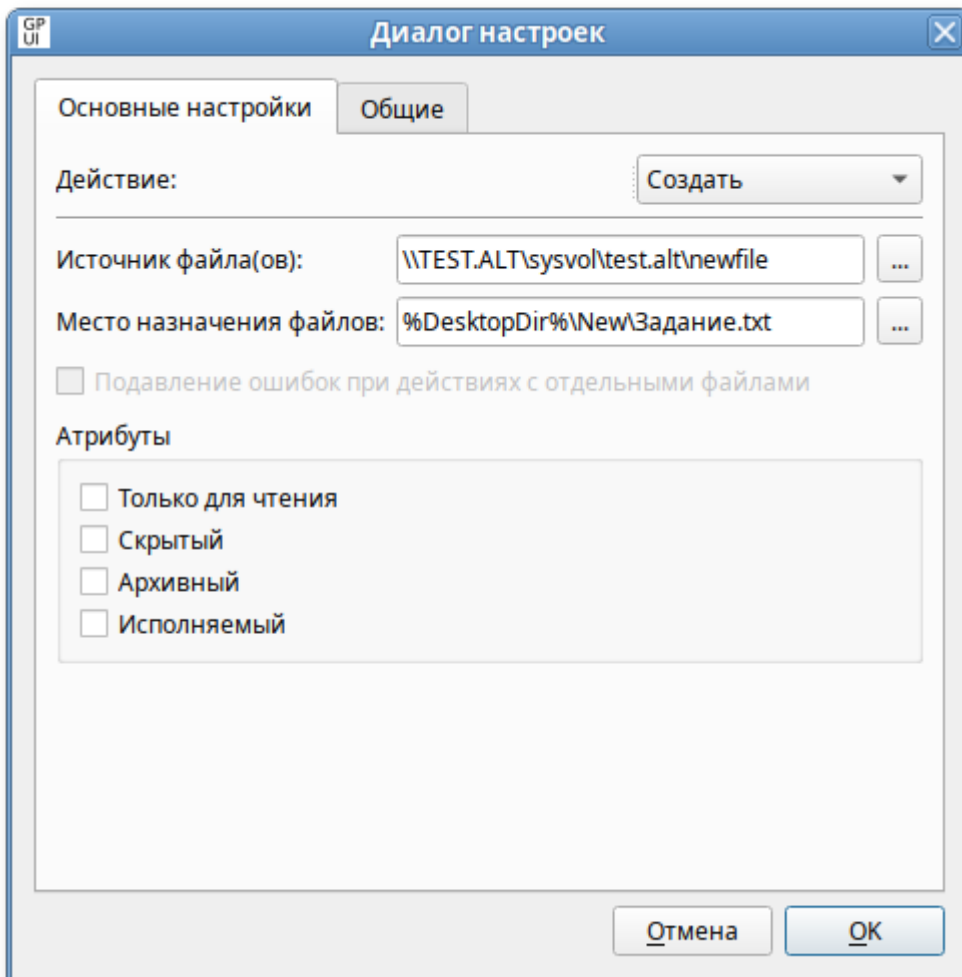 GP
UI
Диалог настроек
Основные настройки
Общие
Действие:
Создать
Источник файла(ов):
\\TEST.ALT\sysvol\test.alt\newfile
...
Место назначения файлов:
%DesktopDir%\New\Задание.txt
...
Подавление ошибок при действиях с отдельными файлами
Атрибуты
Только для чтения
Скрытый
Архивный
Исполняемый
Отмена
OK